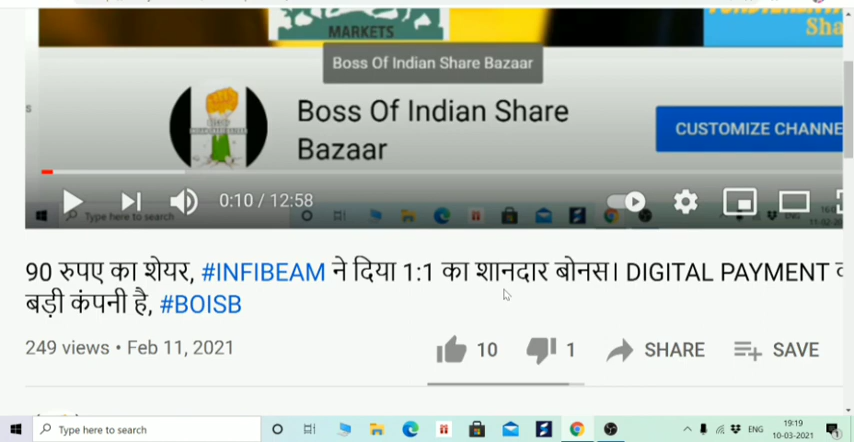 MARKETS
Sha
Boss Of Indian Share Bazaar
Boss Of Indian Share
Bazaar
CUSTOMIZE CHANNE
0:10 / 12:58
Type here to search
90 रुपए का शेयर, #INFIBEAM ने दिया 1:1 का शानदार बोनस। DIGITAL PAYMENT
बड़ी कंपनी है, #BOISB
249 views • Feb 11, 2021
10
1
SHARE
SAVE
Type here to search
ENG
19:19
10-03-2021